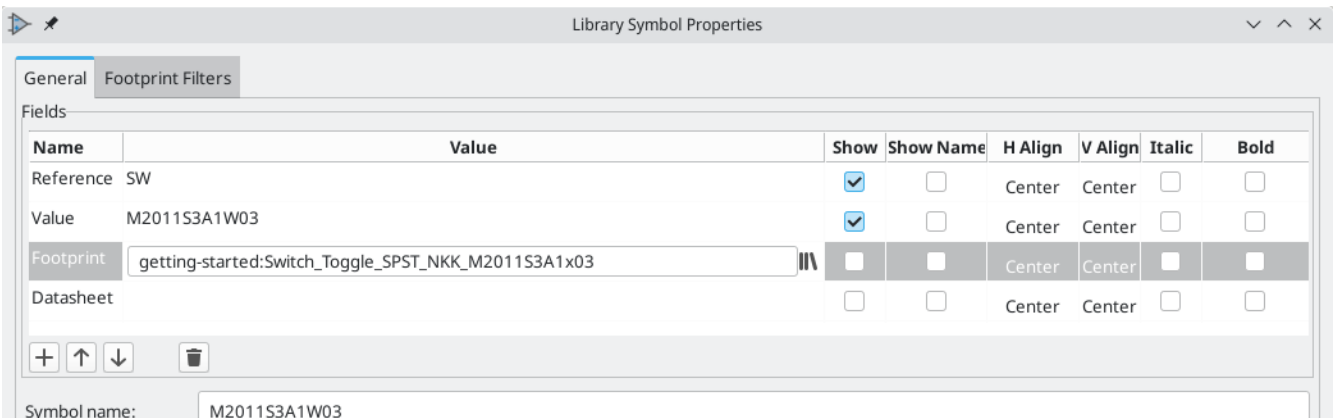 Library Symbol Properties
General Footprint Filters
Fields
Name Value Show Show Name H Align V Align Italic Bold
Reference SW Center Center
Value M2011S3A1W03 Center Center
Footprint getting-started:Switch_Toggle_SPST_NKK_M2011S3A1x03 Center Center
Datasheet Center Center
Symbol name: M2011S3A1W03